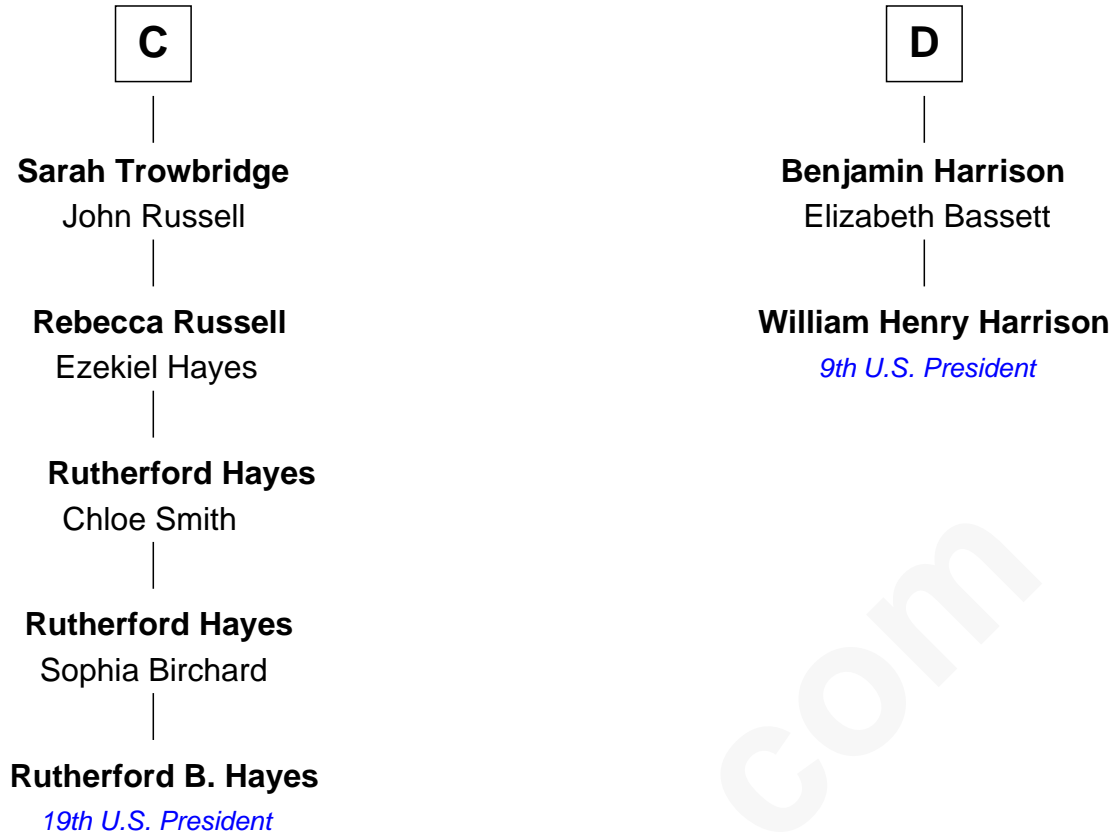 C
Sarah Trowbridge
John Russell
Rebecca Russell
Ezekiel Hayes
Rutherford Hayes
Chloe Smith
Rutherford Hayes
Sophia Birchard
Rutherford B. Hayes
19th U.S. President
D
Benjamin Harrison
Elizabeth Bassett
William Henry Harrison
9th U.S. President
com